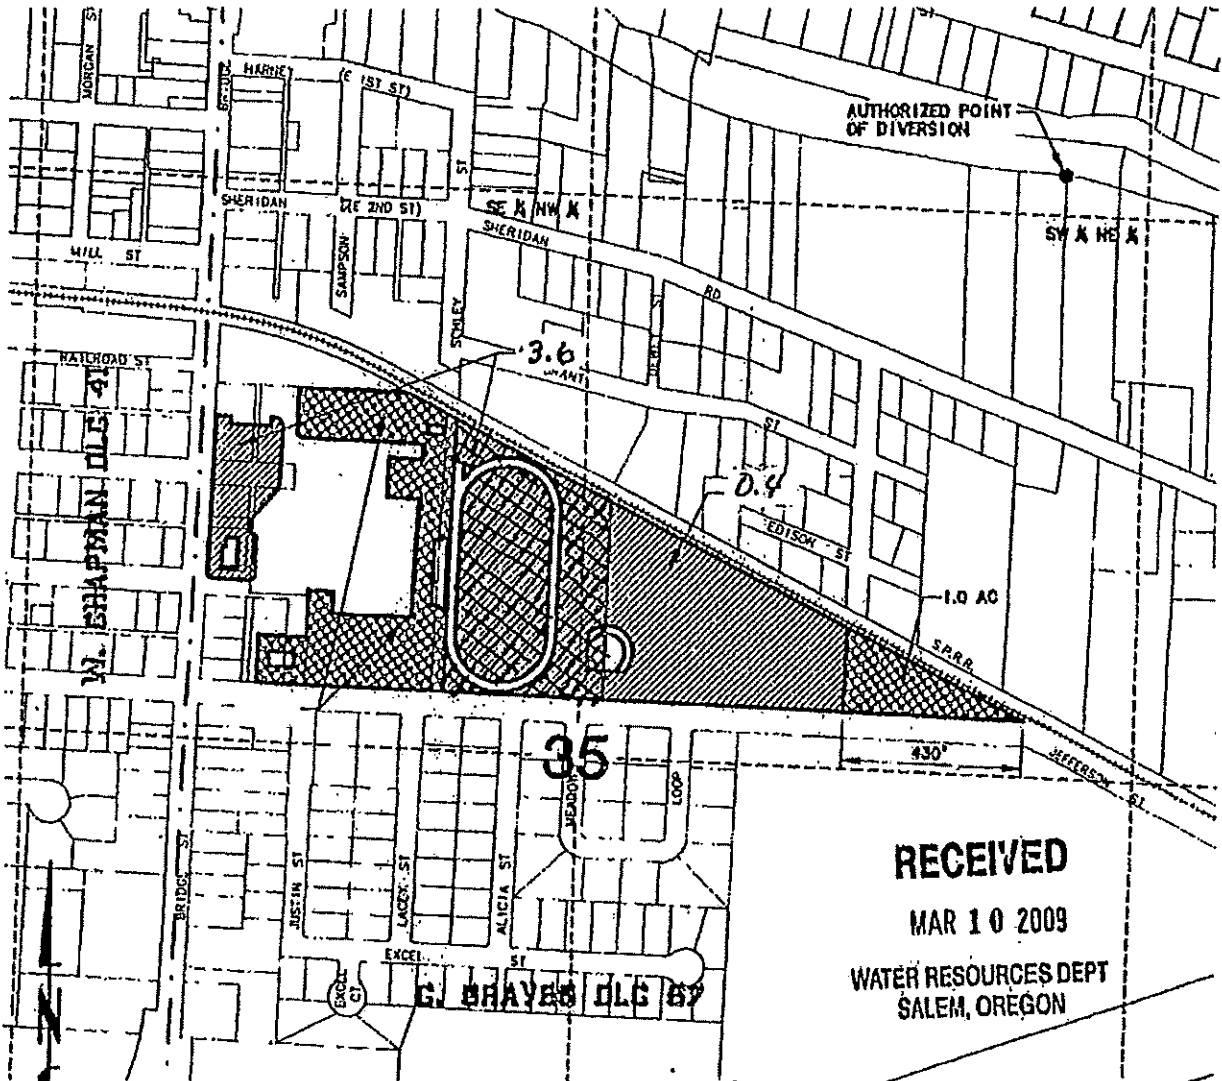 MORGAN ST
BRIDGE
HARNEY (E 1ST ST)
ST
ST
AUTHORIZED POINT
OF DIVERSION
SHERIDAN (E 2ND ST)
SE ¼ NW ¼
SW ¼ NE ¼
SHERIDAN
RD
MILL ST
SAMPSON
SCHLEY
RAILROAD ST
3.6
ST
0.4
EDISON ST
W. CHAPMAN DLC 41
1.0 AC
S.P.R.R.
35
430'
JEFFERSON ST
MEADOW
LOOP
BRIDGE ST
JUSTIN ST
ST
ALICIA ST
EXCEL ST
EXCEL
CT
G. GRAVES DLC 57
N
RECEIVED
MAR 10 2009
WATER RESOURCES DEPT
SALEM, OREGON